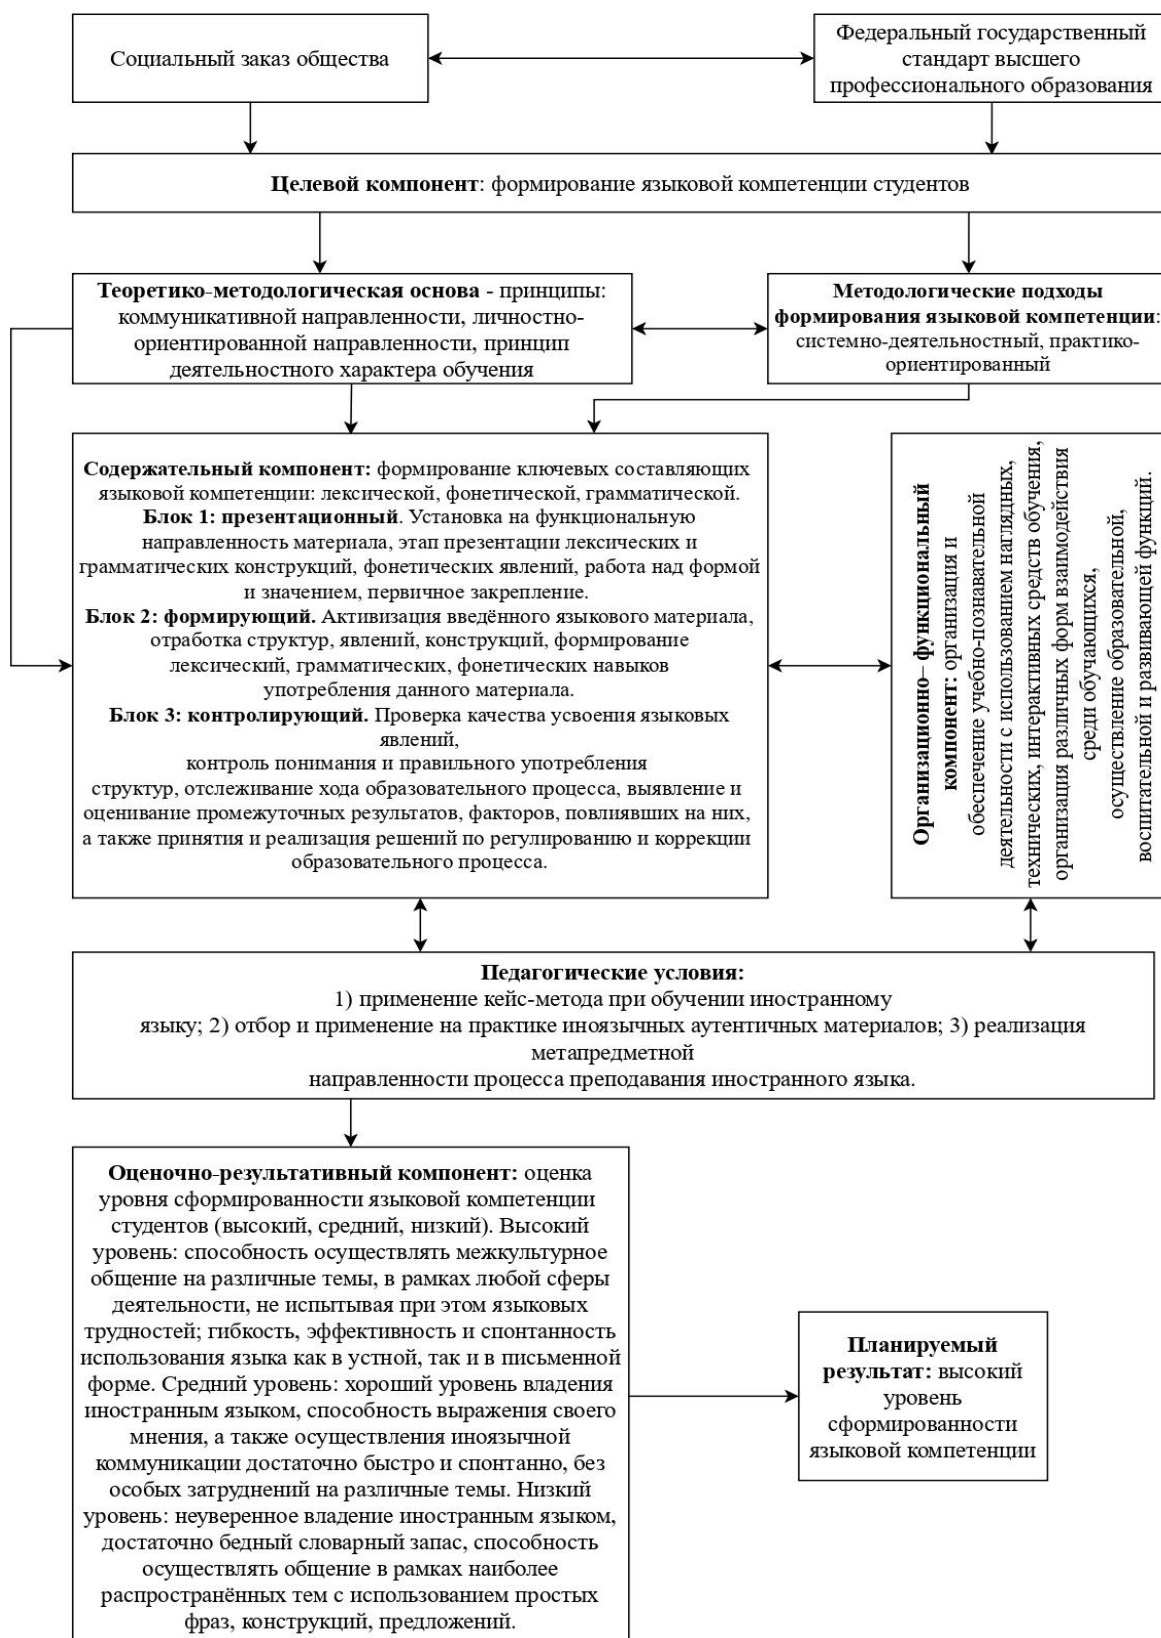 Социальный заказ общества
Федеральный государственный
стандарт высшего
профессионального образования
Целевой компонент: формирование языковой компетенции студентов
Теоретико-методологическая основа - принципы:
коммуникативной направленности, личностно-
ориентированной направленности, принцип
деятельностного характера обучения
Методологические подходы
формирования языковой компетенции:
системно-деятельностный, практико-
ориентированный
Содержательный компонент: формирование ключевых составляющих
языковой компетенции: лексической, фонетической, грамматической.
Блок 1: презентационный. Установка на функциональную
направленность материала, этап презентации лексических и
грамматических конструкций, фонетических явлений, работа над формой
и значением, первичное закрепление.
Блок 2: формирующий. Активизация введённого языкового материала,
отработка структур, явлений, конструкций, формирование
лексический, грамматических, фонетических навыков
употребления данного материала.
Блок 3: контролирующий. Проверка качества усвоения языковых
явлений,
контроль понимания и правильного употребления
структур, отслеживание хода образовательного процесса, выявление и
оценивание промежуточных результатов, факторов, повлиявших на них,
а также принятия и реализация решений по регулированию и коррекции
образовательного процесса.
Организационно– функциональный
компонент: организация и
обеспечение учебно-познавательной
деятельности с использованием наглядных,
технических, интерактивных средств обучения,
организация различных форм взаимодействия
среди обучающихся,
осуществление образовательной,
воспитательной и развивающей функций.
Педагогические условия:
1) применение кейс-метода при обучении иностранному
языку; 2) отбор и применение на практике иноязычных аутентичных материалов; 3) реализация
метапредметной
направленности процесса преподавания иностранного языка.
Оценочно-результативный компонент: оценка
уровня сформированности языковой компетенции
студентов (высокий, средний, низкий). Высокий
уровень: способность осуществлять межкультурное
общение на различные темы, в рамках любой сферы
деятельности, не испытывая при этом языковых
трудностей; гибкость, эффективность и спонтанность
использования языка как в устной, так и в письменной
форме. Средний уровень: хороший уровень владения
иностранным языком, способность выражения своего
мнения, а также осуществления иноязычной
коммуникации достаточно быстро и спонтанно, без
особых затруднений на различные темы. Низкий
уровень: неуверенное владение иностранным языком,
достаточно бедный словарный запас, способность
осуществлять общение в рамках наиболее
распространённых тем с использованием простых
фраз, конструкций, предложений.
Планируемый
результат: высокий
уровень
сформированности
языковой компетенции